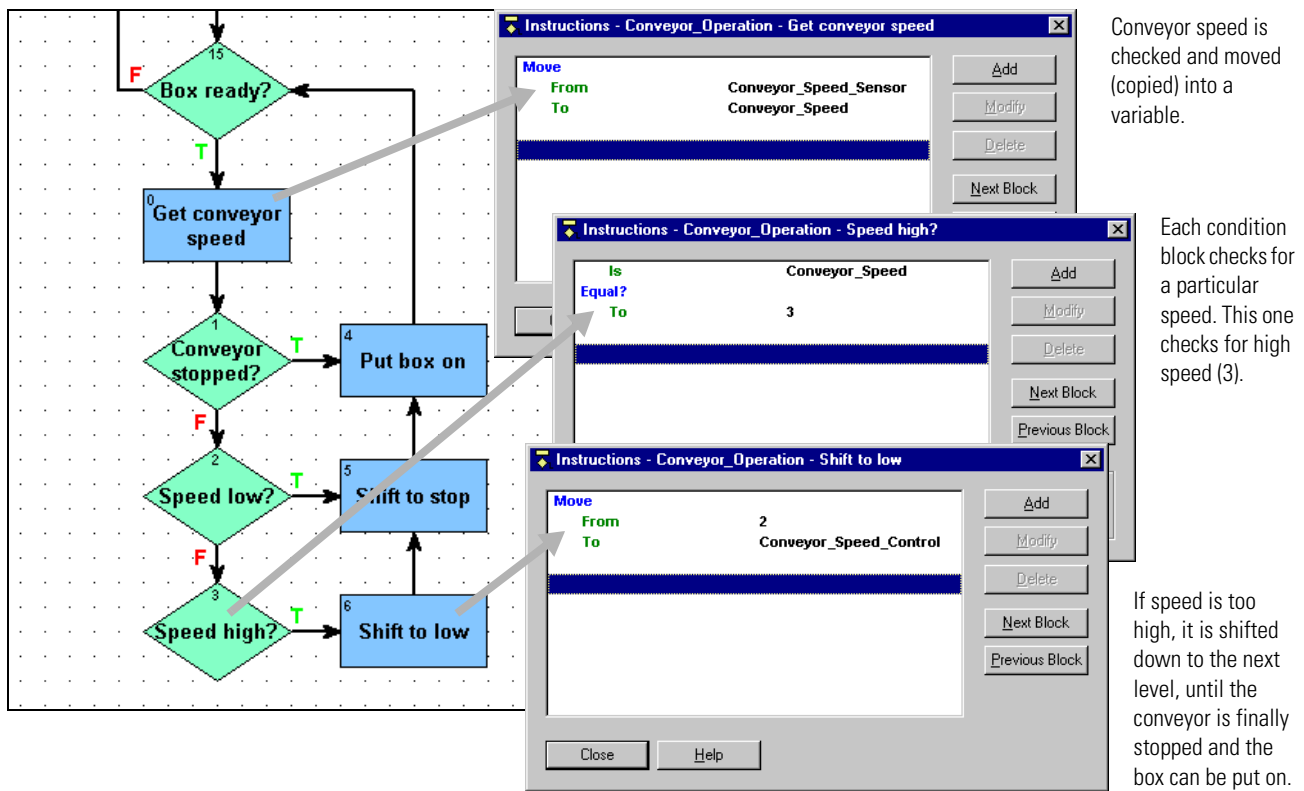 15
F
Box ready?
T
0
Get conveyor
speed
1
Conveyor
stopped?
T
4
Put box on
F
2
Speed low?
T
5
Shift to stop
F
3
Speed high?
T
6
Shift to low
Instructions - Conveyor_Operation - Get conveyor speed
Move
From Conveyor_Speed_Sensor
To Conveyor_Speed
Add
Modify
Delete
Next Block
Conveyor speed is
checked and moved
(copied) into a
variable.
Instructions - Conveyor_Operation - Speed high?
Is Conveyor_Speed
Equal?
To 3
Add
Modify
Delete
Next Block
Previous Block
Each condition
block checks for
a particular
speed. This one
checks for high
speed (3).
Instructions - Conveyor_Operation - Shift to low
Move
From 2
To Conveyor_Speed_Control
Add
Modify
Delete
Next Block
Previous Block
Close
Help
If speed is too
high, it is shifted
down to the next
level, until the
conveyor is finally
stopped and the
box can be put on.